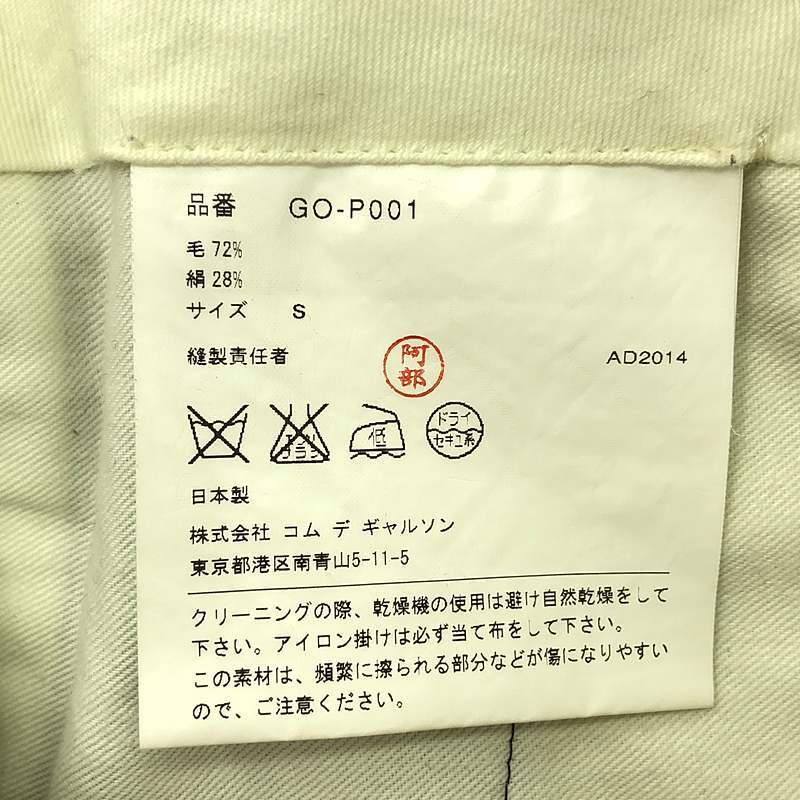 品番 GO-P001
毛 72%
絹 28%
サイズ S
縫製責任者 阿部 AD2014
エンソ サラシ 低 ドライ セキユ系
日本製
株式会社 コム デ ギャルソン
東京都港区南青山5-11-5
クリーニングの際、乾燥機の使用は避け自然乾燥をして
下さい。アイロン掛けは必ず当て布をして下さい。
この素材は、頻繁に擦られる部分などが傷になりやすい
ので、ご注意ください。